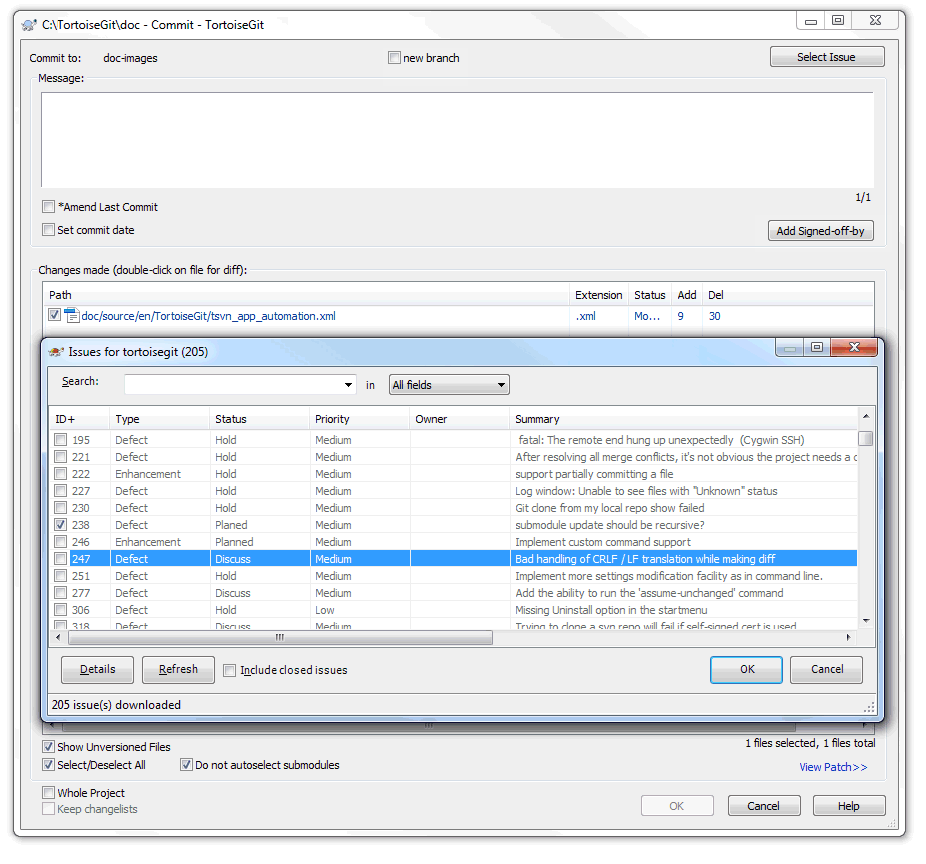 C:\TortoiseGit\doc - Commit - TortoiseGit
Commit to: doc-images new branch Select Issue
Message:
1/1
*Amend Last Commit
Set commit date Add Signed-off-by
Changes made (double-click on file for diff):
Path Extension Status Add Del
doc/source/en/TortoiseGit/tsvn_app_automation.xml .xml Mo... 9 30
Issues for tortoisegit (205)
Search: in All fields
ID+ Type Status Priority Owner Summary
195 Defect Hold Medium fatal: The remote end hung up unexpectedly (Cygwin SSH)
221 Defect Hold Medium After resolving all merge conflicts, it's not obvious the project needs a c
222 Enhancement Hold Medium support partially committing a file
227 Defect Hold Medium Log window: Unable to see files with "Unknown" status
230 Defect Hold Medium Git clone from my local repo show failed
238 Defect Planed Medium submodule update should be recursive?
246 Enhancement Planned Medium Implement custom command support
247 Defect Discuss Medium Bad handling of CRLF / LF translation while making diff
251 Defect Hold Medium Implement more settings modification facility as in command line.
277 Defect Discuss Medium Add the ability to run the 'assume-unchanged' command
306 Defect Hold Low Missing Uninstall option in the startmenu
318 Defect Discuss Medium Trying to clone a svn repo will fail if self-signed cert is used
Details Refresh Include closed issues OK Cancel
205 issue(s) downloaded
Show Unversioned Files 1 files selected, 1 files total
Select/Deselect All Do not autoselect submodules View Patch>>
Whole Project
Keep changelists OK Cancel Help